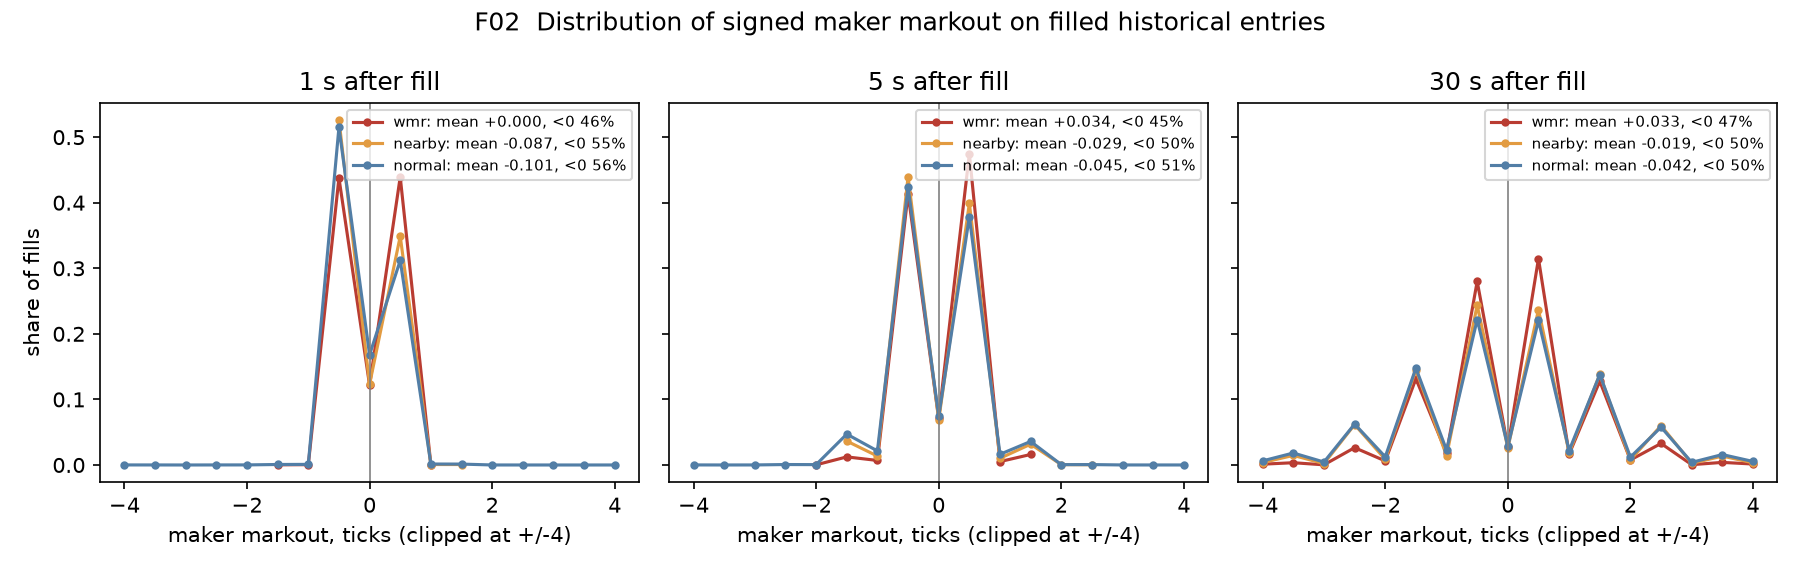 F02  Distribution of signed maker markout on filled historical entries
1 s after fill
wmr: mean +0.000, <0 46%
nearby: mean -0.087, <0 55%
normal: mean -0.101, <0 56%
share of fills
0.5
0.4
0.3
0.2
0.1
0.0
−4
−2
0
2
4
maker markout, ticks (clipped at +/-4)
5 s after fill
wmr: mean +0.034, <0 45%
nearby: mean -0.029, <0 50%
normal: mean -0.045, <0 51%
−4
−2
0
2
4
maker markout, ticks (clipped at +/-4)
30 s after fill
wmr: mean +0.033, <0 47%
nearby: mean -0.019, <0 50%
normal: mean -0.042, <0 50%
−4
−2
0
2
4
maker markout, ticks (clipped at +/-4)